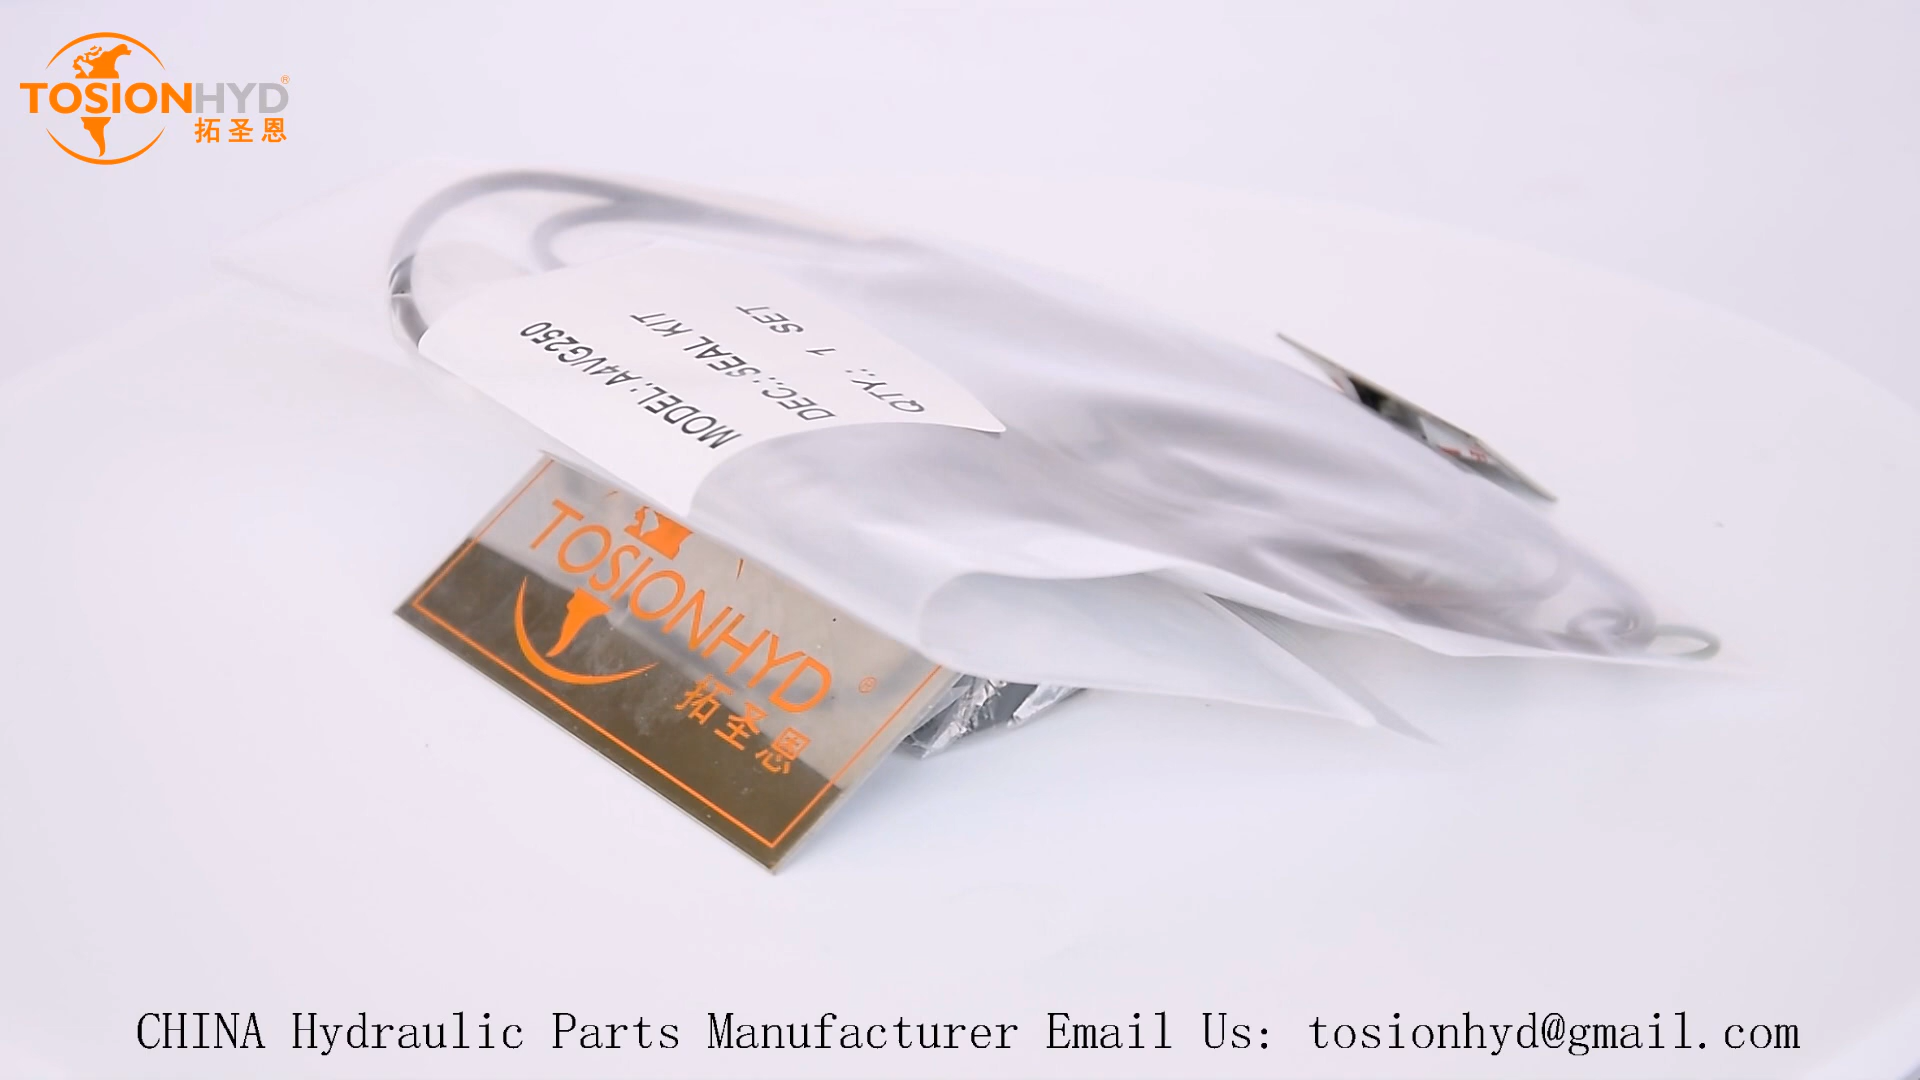 TOSIONHYD®
拓圣恩
MODEL:A4VG250
DEC.:SEAL KIT
QTY.: 1 SET
TOSIONHYD®
拓圣恩
CHINA Hydraulic Parts Manufacturer Email Us: tosionhyd@gmail.com